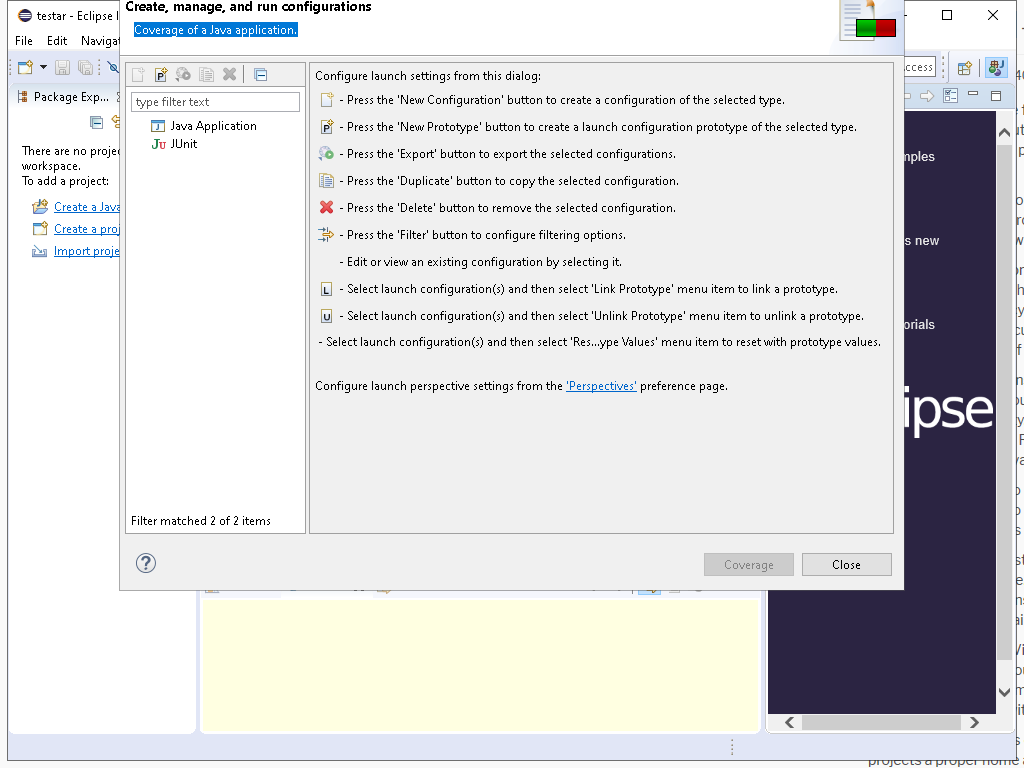 Create, manage, and run configurations
testar - Eclipse I
Coverage of a Java application.
File Edit Navigat
ccess
Package Exp...
Configure launch settings from this dialog:
type filter text
- Press the 'New Configuration' button to create a configuration of the selected type.
Java Application
- Press the 'New Prototype' button to create a launch configuration prototype of the selected type.
JUnit
There are no projec
workspace.
To add a project:
- Press the 'Export' button to export the selected configurations.
- Press the 'Duplicate' button to copy the selected configuration.
Create a Java
- Press the 'Delete' button to remove the selected configuration.
Create a proj
- Press the 'Filter' button to configure filtering options.
Import proje
- Edit or view an existing configuration by selecting it.
- Select launch configuration(s) and then select 'Link Prototype' menu item to link a prototype.
- Select launch configuration(s) and then select 'Unlink Prototype' menu item to unlink a prototype.
- Select launch configuration(s) and then select 'Res...ype Values' menu item to reset with prototype values.
Configure launch perspective settings from the 'Perspectives' preference page.
mples
s new
orials
ipse
Filter matched 2 of 2 items
Coverage Close
projects a proper home a